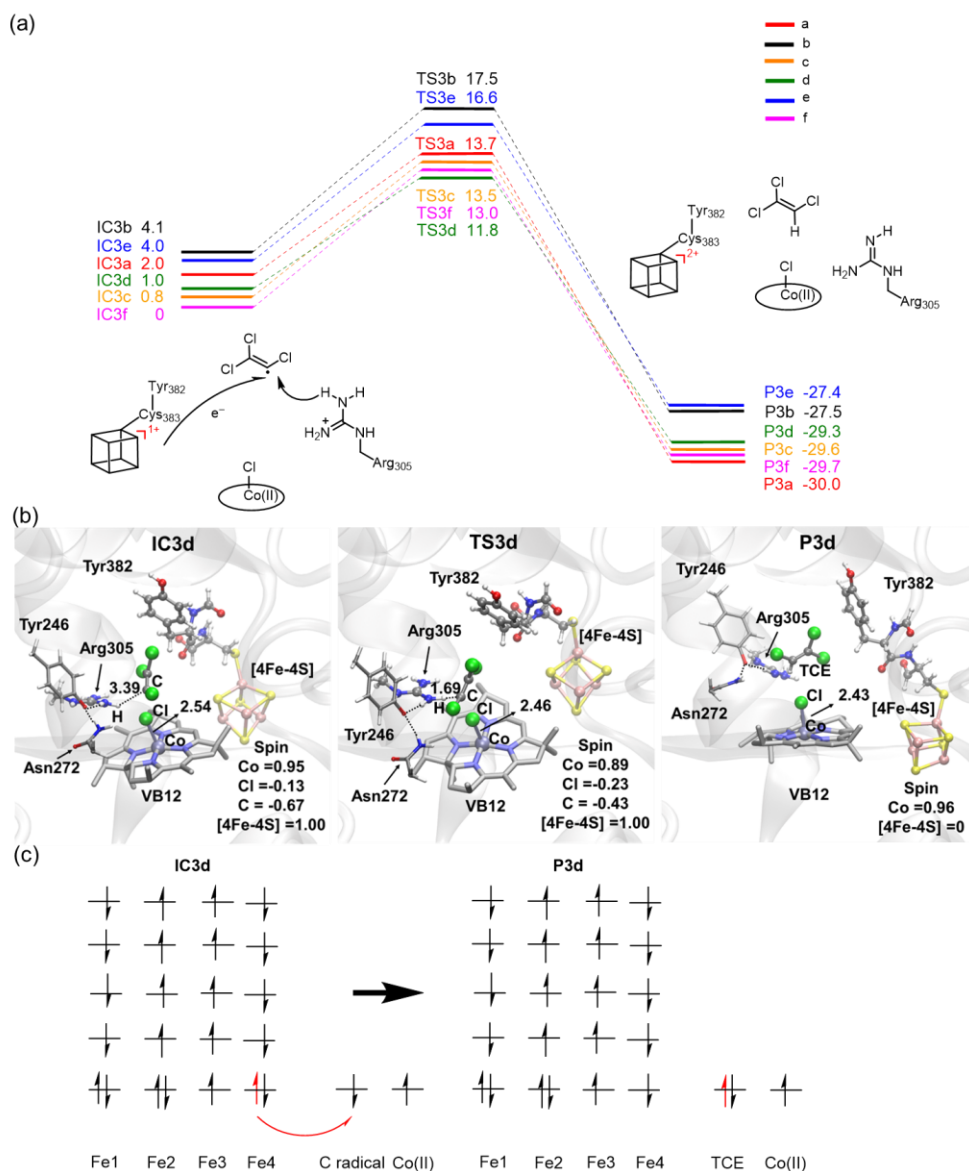 (a)
a
b
c
d
e
f
TS3b 17.5
TS3e 16.6
TS3a 13.7
TS3c 13.5
TS3f 13.0
TS3d 11.8
IC3b 4.1
IC3e 4.0
IC3a 2.0
IC3d 1.0
IC3c 0.8
IC3f 0
Cl
Cl
Cl
Tyr382
Cys383
1+
e−
H
NH2
H2N
+
NH
Arg305
Cl
Co(II)
Tyr382
Cys383
2+
Cl
Cl
Cl
H
NH
H2N
NH
Arg305
Cl
Co(II)
P3e -27.4
P3b -27.5
P3d -29.3
P3c -29.6
P3f -29.7
P3a -30.0
(b)
IC3d
Tyr382
Tyr246
Arg305
[4Fe-4S]
3.39
C
H
Cl
2.54
Co
Asn272
VB12
Spin
Co =0.95
Cl =-0.13
C = -0.67
[4Fe-4S] =1.00
TS3d
Tyr382
Arg305
[4Fe-4S]
1.69
C
H
Cl
2.46
Tyr246
Co
Asn272
VB12
Spin
Co =0.89
Cl =-0.23
C = -0.43
[4Fe-4S] =1.00
P3d
Tyr246
Tyr382
Arg305
TCE
Cl
2.43
Asn272
[4Fe-4S]
Co
VB12
Spin
Co =0.96
[4Fe-4S] =0
(c)
IC3d
P3d
Fe1 Fe2 Fe3 Fe4 C radical Co(II)
Fe1 Fe2 Fe3 Fe4 TCE Co(II)